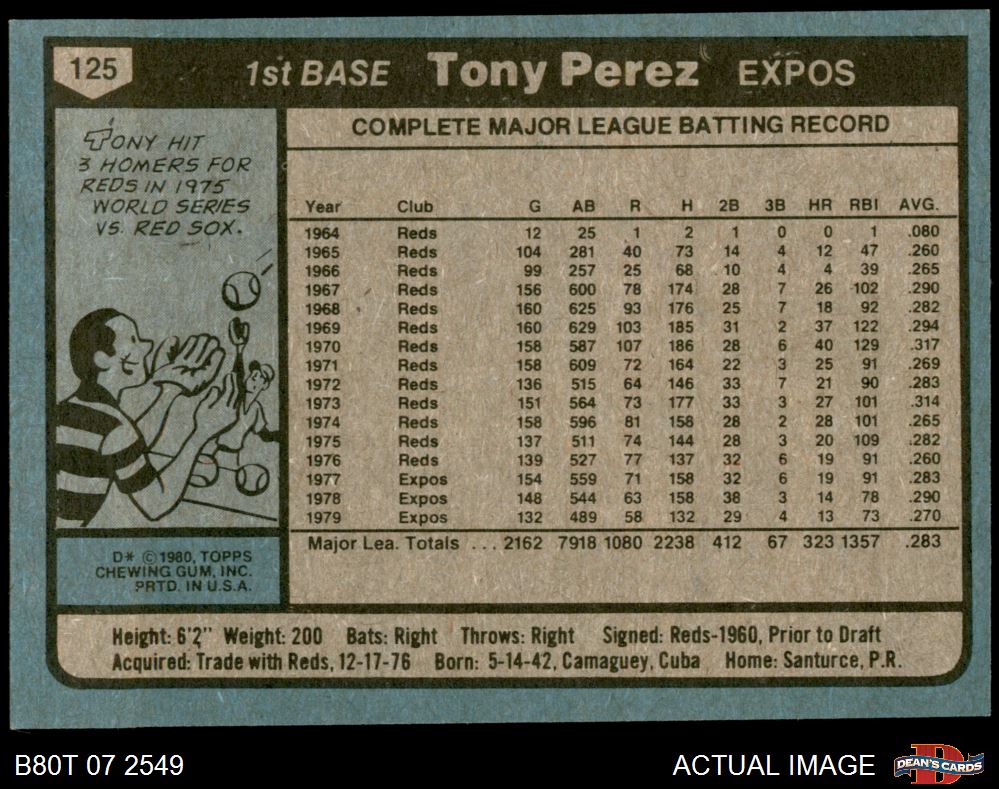 125
1st BASE Tony Perez EXPOS
TONY HIT
3 HOMERS FOR
REDS IN 1975
WORLD SERIES
VS. RED SOX.
D* © 1980, TOPPS
CHEWING GUM, INC.
PRTD. IN U.S.A.
COMPLETE MAJOR LEAGUE BATTING RECORD
Year Club G AB R H 2B 3B HR RBI AVG.
1964 Reds 12 25 1 2 1 0 0 1 .080
1965 Reds 104 281 40 73 14 4 12 47 .260
1966 Reds 99 257 25 68 10 4 4 39 .265
1967 Reds 156 600 78 174 28 7 26 102 .290
1968 Reds 160 625 93 176 25 7 18 92 .282
1969 Reds 160 629 103 185 31 2 37 122 .294
1970 Reds 158 587 107 186 28 6 40 129 .317
1971 Reds 158 609 72 164 22 3 25 91 .269
1972 Reds 136 515 64 146 33 7 21 90 .283
1973 Reds 151 564 73 177 33 3 27 101 .314
1974 Reds 158 596 81 158 28 2 28 101 .265
1975 Reds 137 511 74 144 28 3 20 109 .282
1976 Reds 139 527 77 137 32 6 19 91 .260
1977 Expos 154 559 71 158 32 6 19 91 .283
1978 Expos 148 544 63 158 38 3 14 78 .290
1979 Expos 132 489 58 132 29 4 13 73 .270
Major Lea. Totals ... 2162 7918 1080 2238 412 67 323 1357 .283
Height: 6'2" Weight: 200 Bats: Right Throws: Right Signed: Reds-1960, Prior to Draft
Acquired: Trade with Reds, 12-17-76 Born: 5-14-42, Camaguey, Cuba Home: Santurce, P.R.
B80T 07 2549
ACTUAL IMAGE
D
DEAN'S CARDS